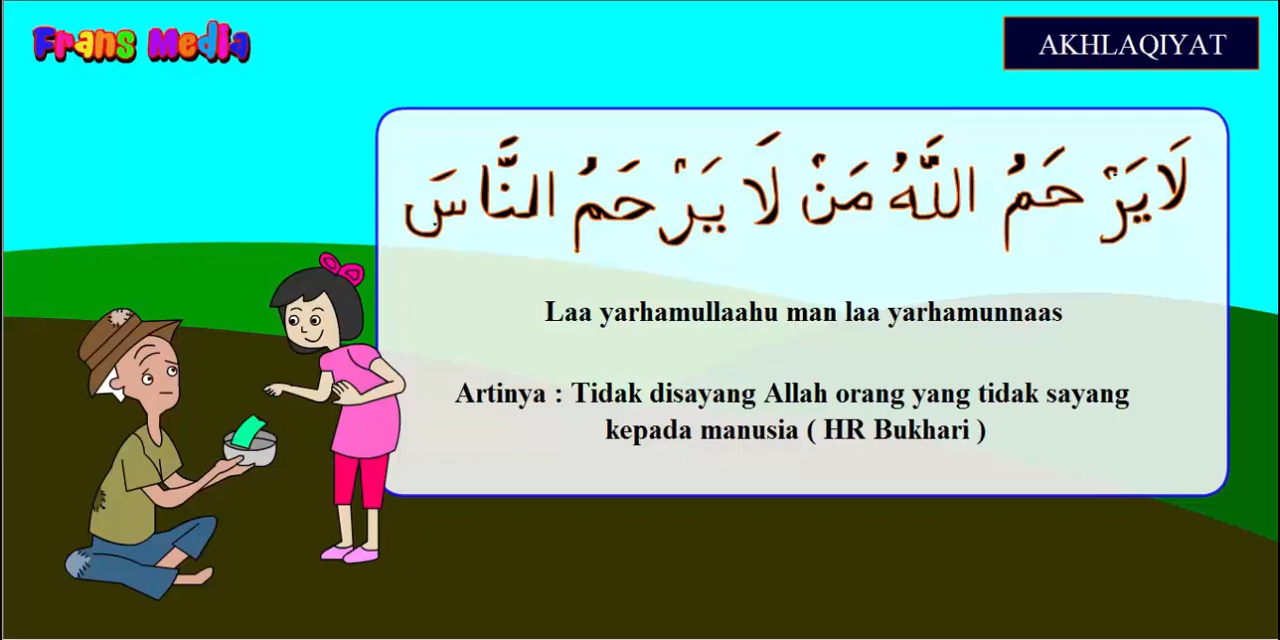 Frans Media
AKHLAQIYAT
لَايَرْحَمُ اللَّهُ مَنْ لَا يَرْحَمُ النَّاسَ
Laa yarhamullaahu man laa yarhamunnaas
Artinya : Tidak disayang Allah orang yang tidak sayang
kepada manusia ( HR Bukhari )